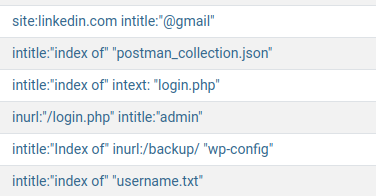 site:linkedin.com intitle:"@gmail"
intitle:"index of" "postman_collection.json"
intitle:"index of" intext: "login.php"
inurl:"/login.php" intitle:"admin"
intitle:"Index of" inurl:/backup/ "wp-config"
intitle:"index of" "username.txt"